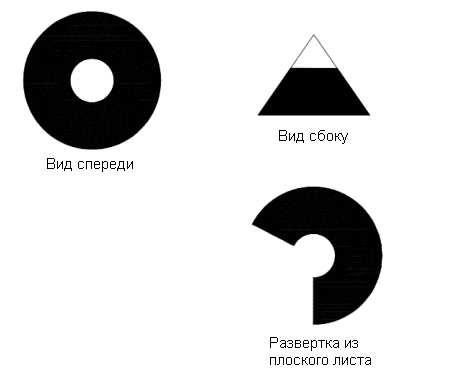 Вид спереди
Вид сбоку
Развертка из
плоского листа